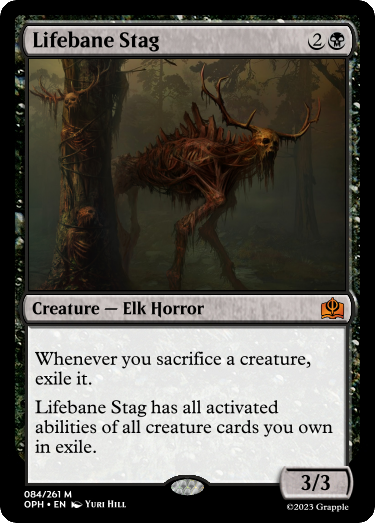 Lifebane Stag 2
Creature — Elk Horror
Whenever you sacrifice a creature,
exile it.
Lifebane Stag has all activated
abilities of all creature cards you own
in exile.
3/3
084/261 M
OPH • EN Yuri Hill
©2023 Grapple